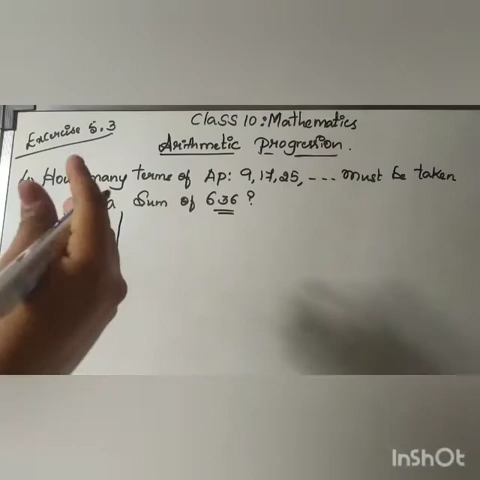 Class 10: Mathematics
Exercise 5.3
Arithmetic Progression.
many terms of AP: 9, 17, 25, --- must be taken
a Sum of 636?
InShOt